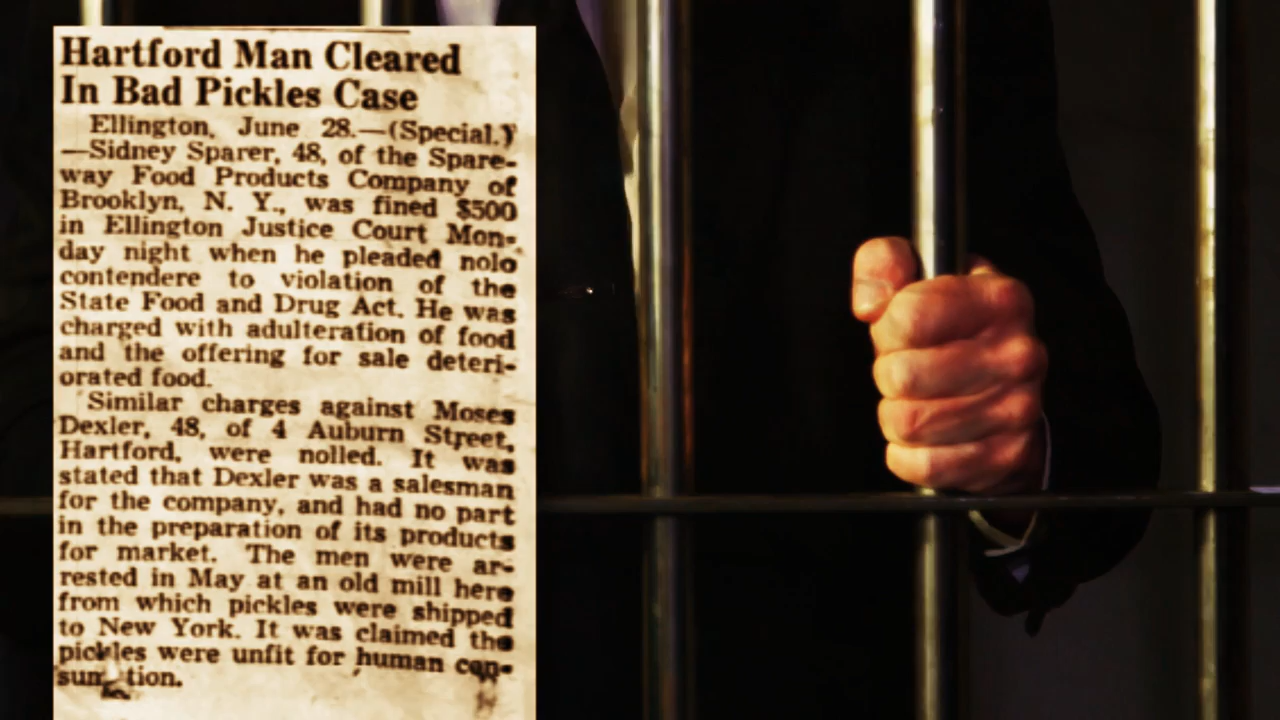 Hartford Man Cleared
In Bad Pickles Case
Ellington, June 28.—(Special.)
—Sidney Sparer, 48, of the Spare-
way Food Products Company of
Brooklyn, N. Y., was fined $500
in Ellington Justice Court Mon-
day night when he pleaded nolo
contendere to violation of the
State Food and Drug Act. He was
charged with adulteration of food
and the offering for sale deteri-
orated food.
Similar charges against Moses
Dexler, 48, of 4 Auburn Street,
Hartford, were nolled. It was
stated that Dexler was a salesman
for the company, and had no part
in the preparation of its products
for market. The men were ar-
rested in May at an old mill here
from which pickles were shipped
to New York. It was claimed the
pickles were unfit for human con-
sumption.